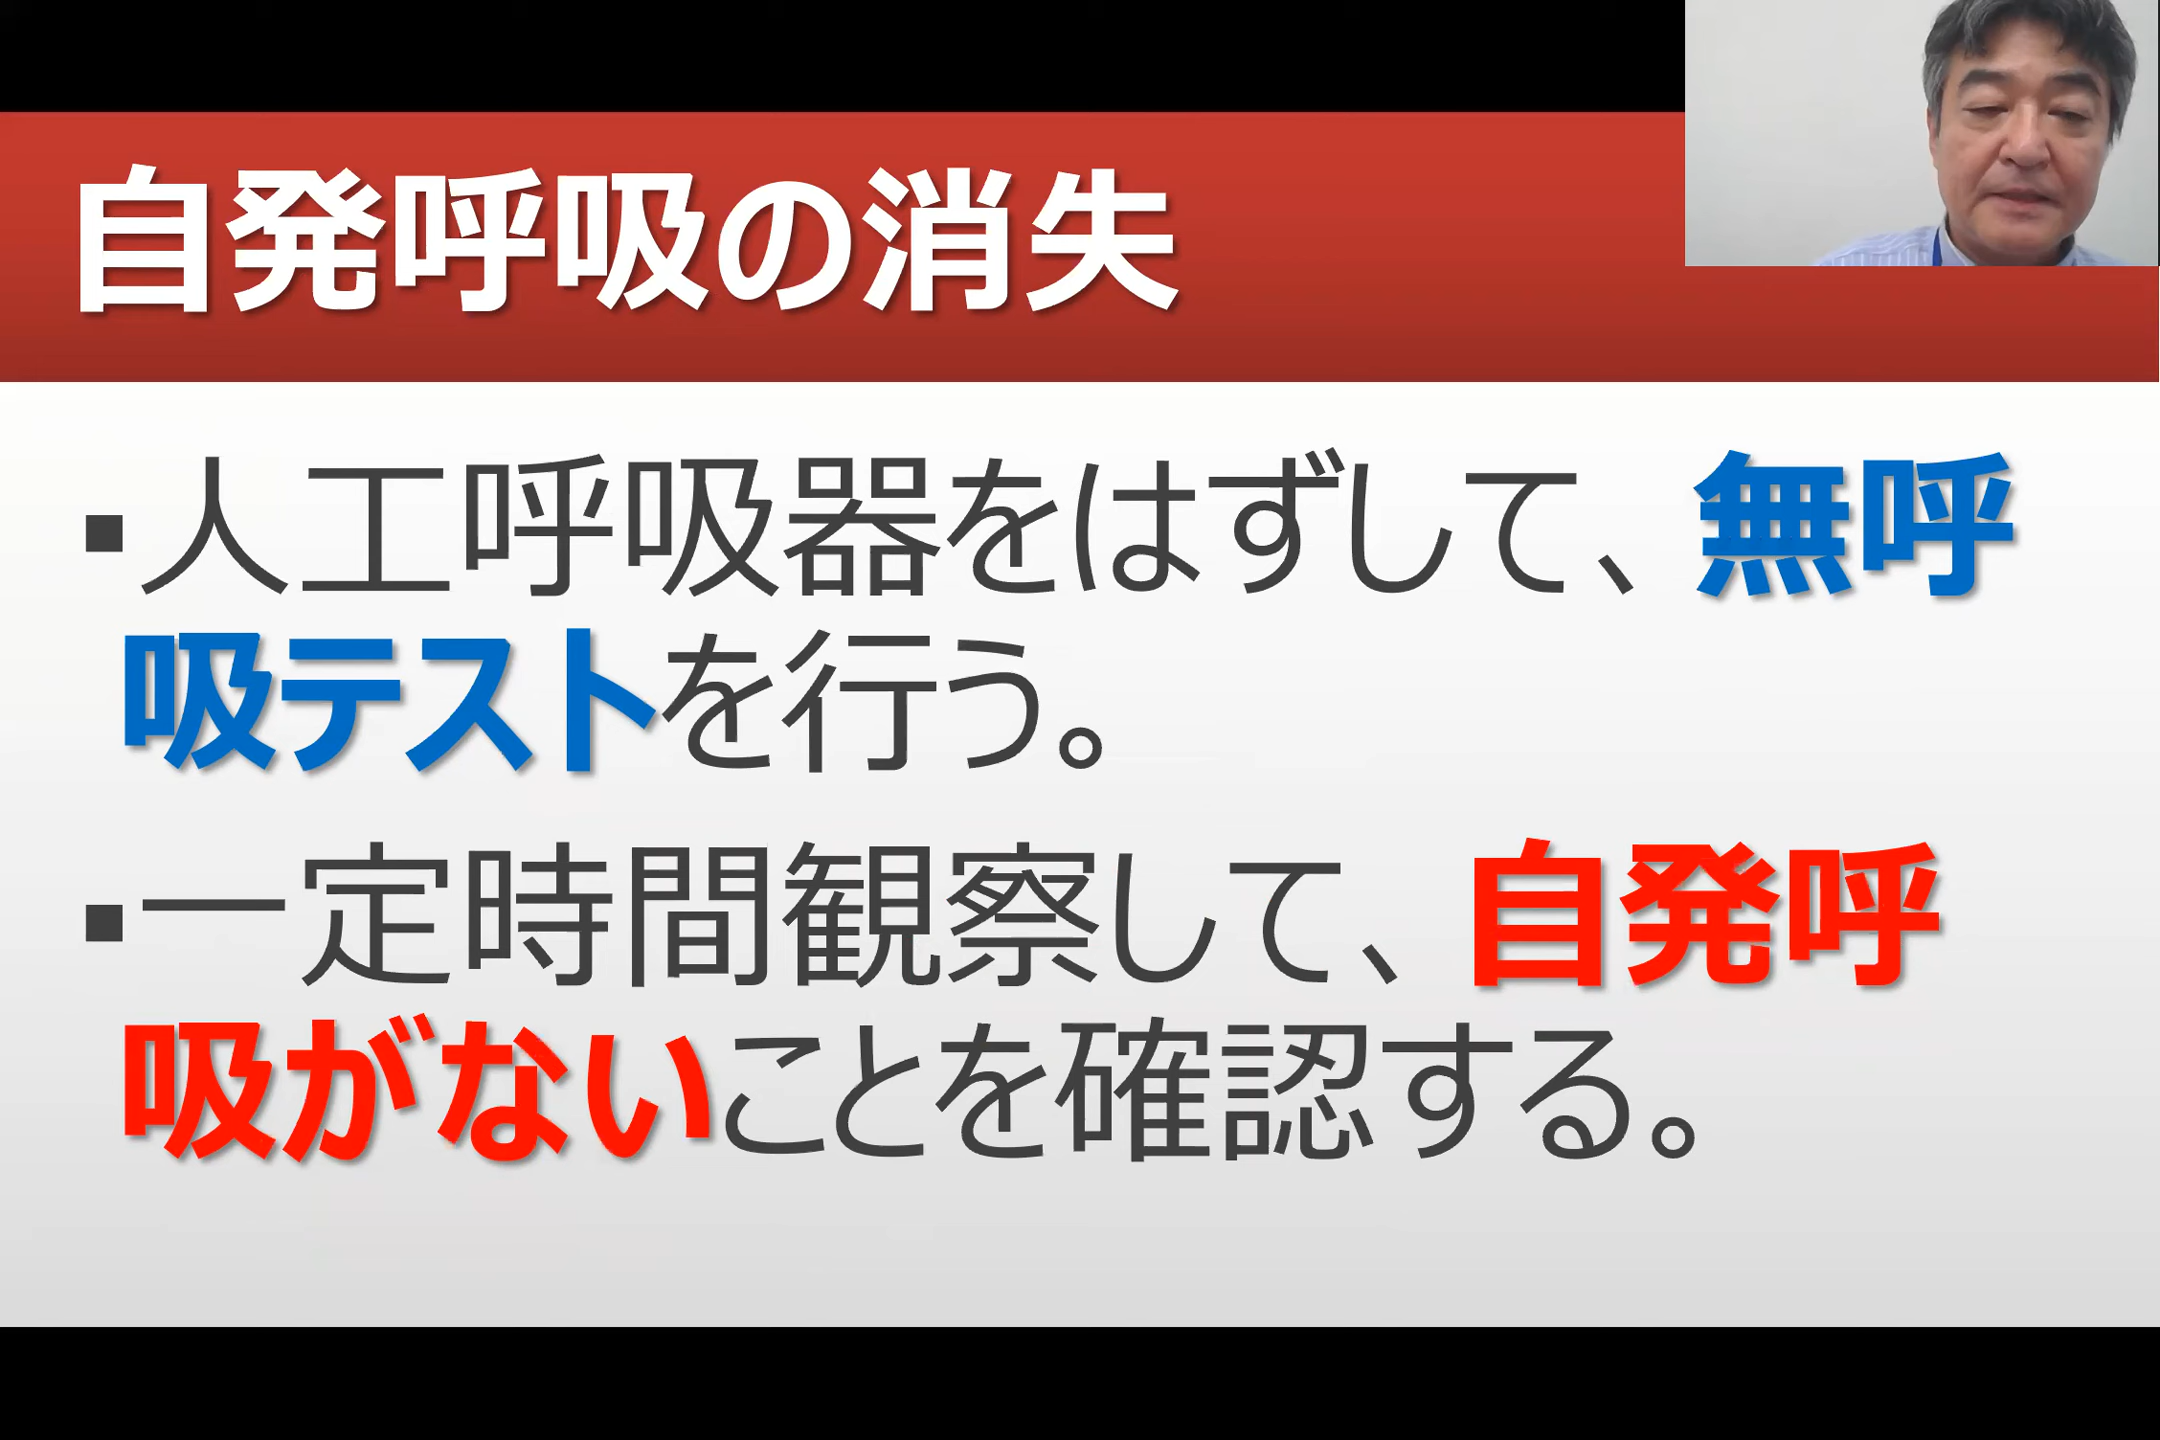 自発呼吸の消失
▪人工呼吸器をはずして、無呼
吸テストを行う。
▪一定時間観察して、自発呼
吸がないことを確認する。